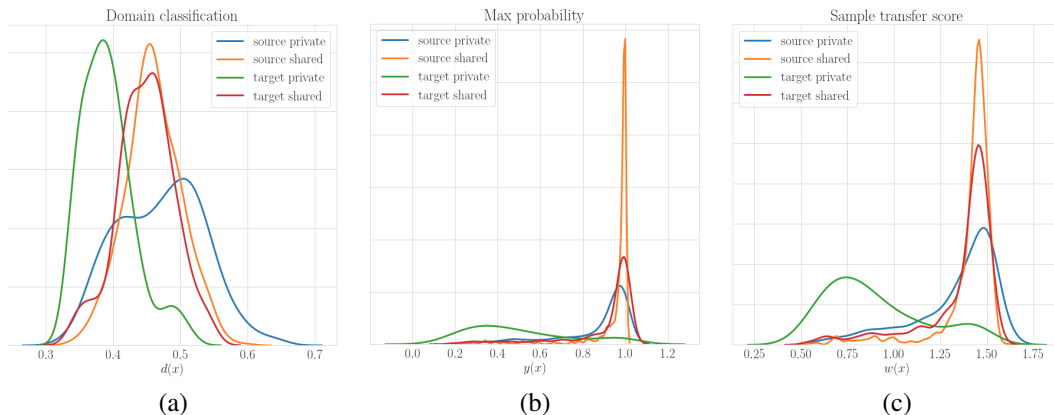 Domain classification
source private
source shared
target private
target shared
0.3 0.4 0.5 0.6 0.7
d(x)
(a)
Max probability
source private
source shared
target private
target shared
0.0 0.2 0.4 0.6 0.8 1.0 1.2
y(x)
(b)
Sample transfer score
source private
source shared
target private
target shared
0.25 0.50 0.75 1.00 1.25 1.50 1.75
w(x)
(c)